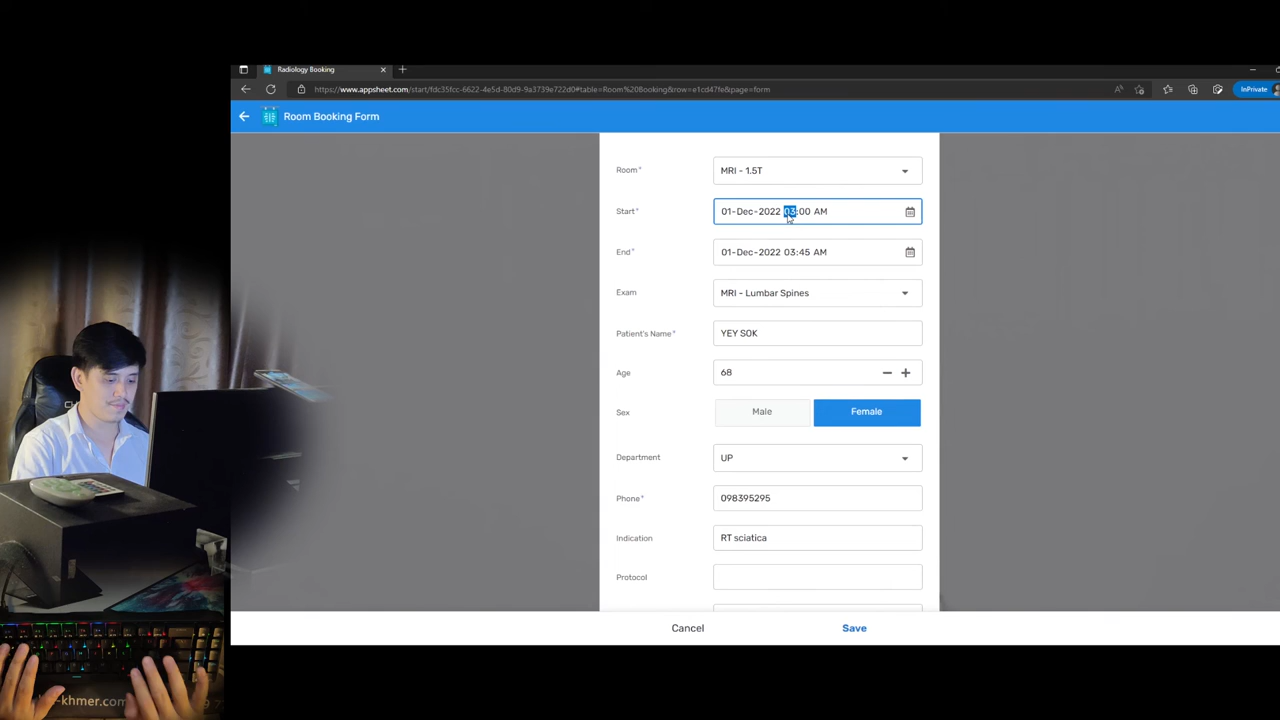 Radiology Booking
https://www.appsheet.com/start/fdc35fcc-6622-4e5d-80d9-9a3739e722d0#table=Room%20Booking&row=e1cd47fe&page=form
InPrivate
Room Booking Form
Room* MRI - 1.5T
Start* 01-Dec-2022 03:00 AM
End* 01-Dec-2022 03:45 AM
Exam MRI - Lumbar Spines
Patient's Name* YEY SOK
Age 68
Sex Male Female
Department UP
Phone* 098395295
Indication RT sciatica
Protocol
Cancel Save
-khmer.com